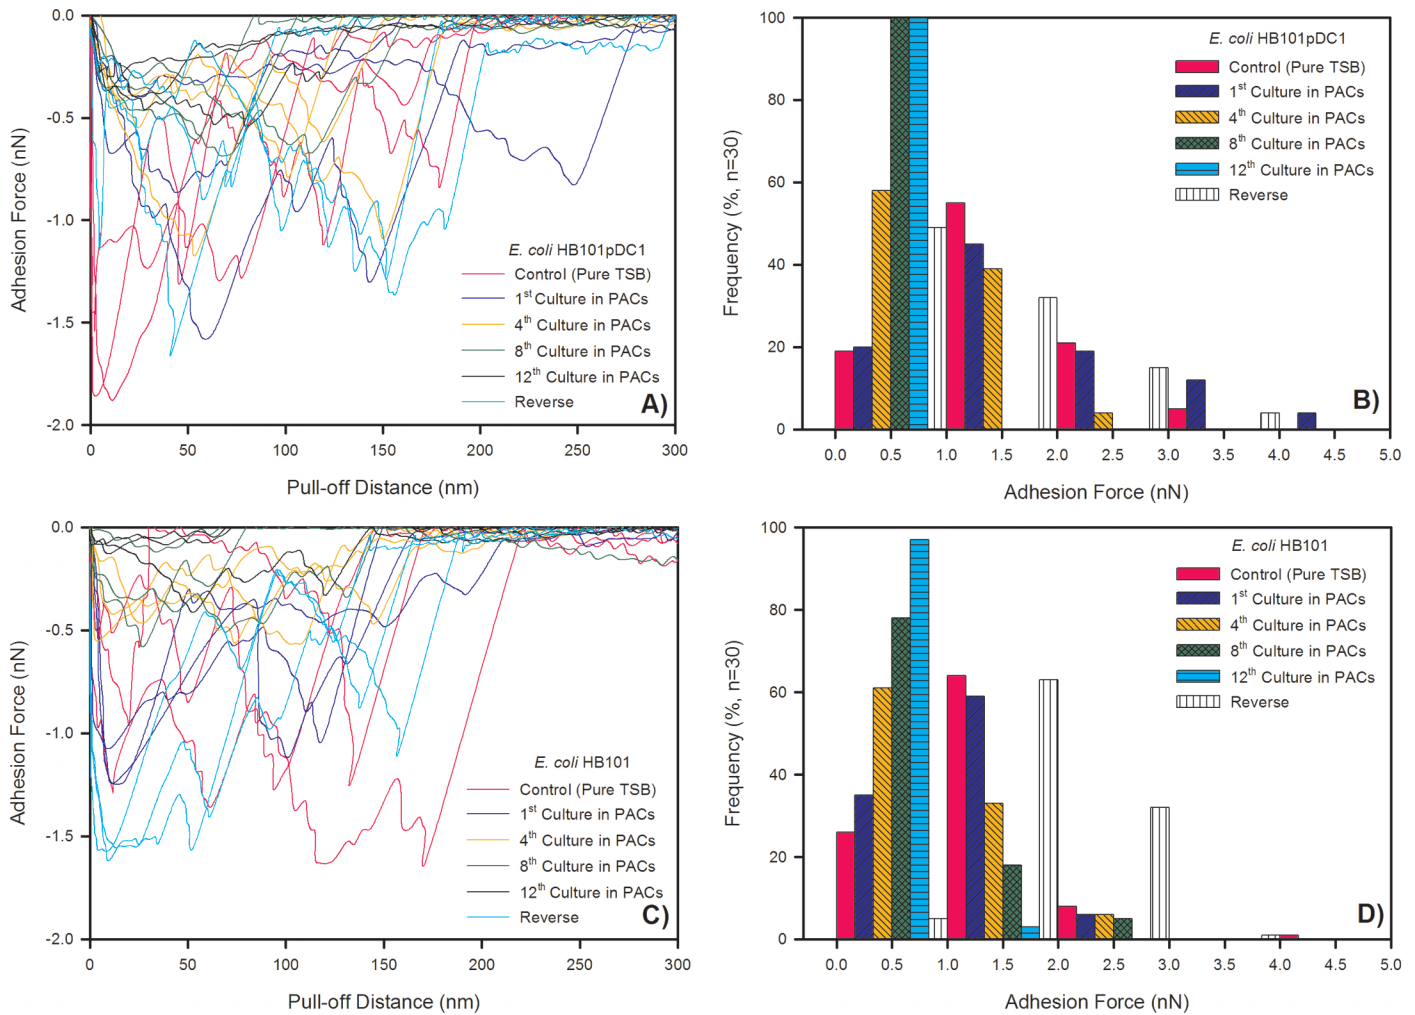 0.0
-0.5
-1.0
-1.5
-2.0
Adhesion Force (nN)
0
50
100
150
200
250
300
Pull-off Distance (nm)
E. coli HB101pDC1
Control (Pure TSB)
1st Culture in PACs
4th Culture in PACs
8th Culture in PACs
12th Culture in PACs
Reverse
A)
100
80
60
40
20
0
Frequency (%, n=30)
0.0
0.5
1.0
1.5
2.0
2.5
3.0
3.5
4.0
4.5
5.0
Adhesion Force (nN)
E. coli HB101pDC1
Control (Pure TSB)
1st Culture in PACs
4th Culture in PACs
8th Culture in PACs
12th Culture in PACs
Reverse
B)
0.0
-0.5
-1.0
-1.5
-2.0
Adhesion Force (nN)
0
50
100
150
200
250
300
Pull-off Distance (nm)
E. coli HB101
Control (Pure TSB)
1st Culture in PACs
4th Culture in PACs
8th Culture in PACs
12th Culture in PACs
Reverse
C)
100
80
60
40
20
0
Frequency (%, n=30)
0.0
0.5
1.0
1.5
2.0
2.5
3.0
3.5
4.0
4.5
5.0
Adhesion Force (nN)
E. coli HB101
Control (Pure TSB)
1st Culture in PACs
4th Culture in PACs
8th Culture in PACs
12th Culture in PACs
Reverse
D)